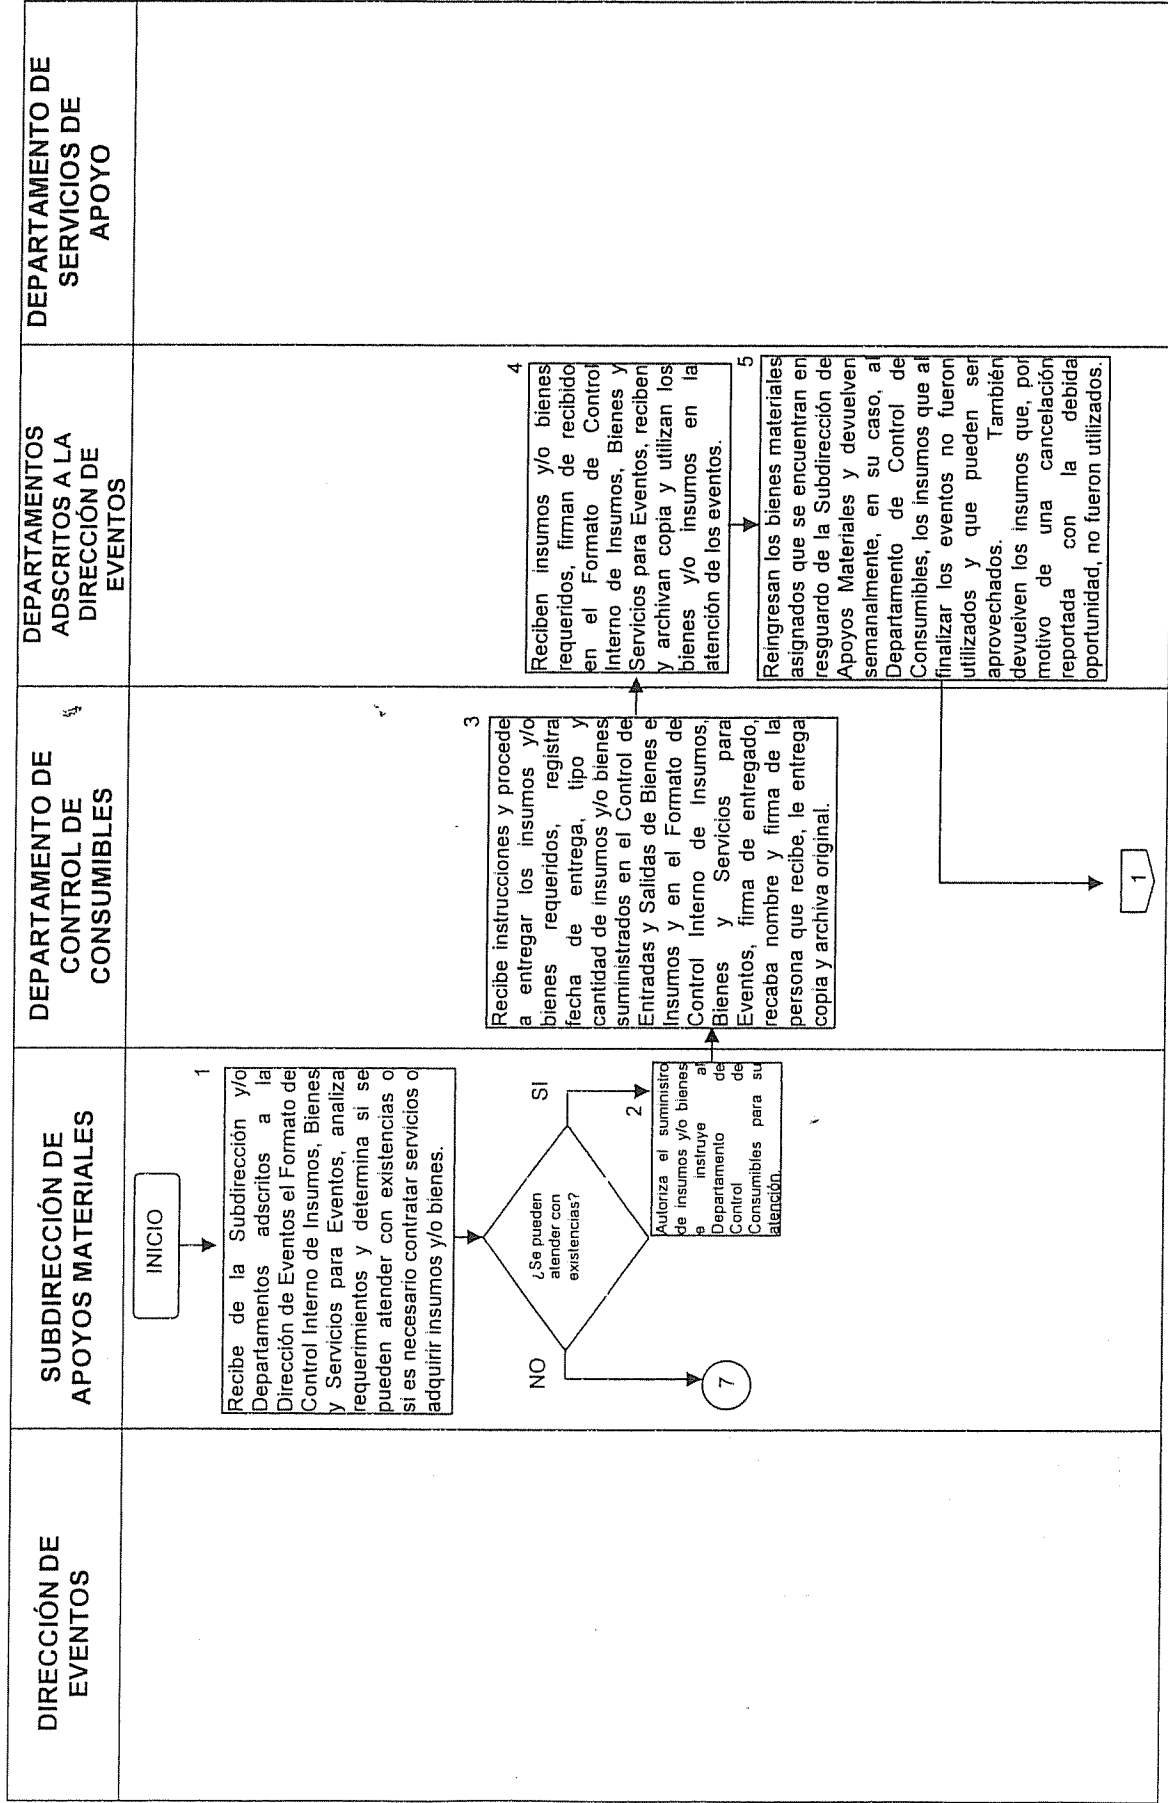 DIRECCIÓN DE
EVENTOS
SUBDIRECCIÓN DE
APOYOS MATERIALES
DEPARTAMENTO DE
CONTROL DE
CONSUMIBLES
DEPARTAMENTOS
ADSCRITOS A LA
DIRECCIÓN DE
EVENTOS
DEPARTAMENTO DE
SERVICIOS DE
APOYO
INICIO
1
Recibe de la Subdirección y/o
Departamentos adscritos a la
Dirección de Eventos el Formato de
Control Interno de Insumos, Bienes
y Servicios para Eventos, analiza
requerimientos y determina si se
pueden atender con existencias o
si es necesario contratar servicios o
adquirir insumos y/o bienes.
¿Se pueden
atender con
existencias?
NO
7
SI
2
Autoriza el suministro
de insumos y/o bienes
e instruye al
Departamento de
Control de
Consumibles para su
atención.
3
Recibe instrucciones y procede
a entregar los insumos y/o
bienes requeridos, registra
fecha de entrega, tipo y
cantidad de insumos y/o bienes
suministrados en el Control de
Entradas y Salidas de Bienes e
Insumos y en el Formato de
Control Interno de Insumos,
Bienes y Servicios para
Eventos, firma de entregado,
recaba nombre y firma de la
persona que recibe, le entrega
copia y archiva original.
4
Reciben insumos y/o bienes
requeridos, firman de recibido
en el Formato de Control
Interno de Insumos, Bienes y
Servicios para Eventos, reciben
y archivan copia y utilizan los
bienes y/o insumos en la
atención de los eventos.
5
Reingresan los bienes materiales
asignados que se encuentran en
resguardo de la Subdirección de
Apoyos Materiales y devuelven
semanalmente, en su caso, al
Departamento de Control de
Consumibles, los insumos que al
finalizar los eventos no fueron
utilizados y que pueden ser
aprovechados. También
devuelven los insumos que, por
motivo de una cancelación
reportada con la debida
oportunidad, no fueron utilizados.
1